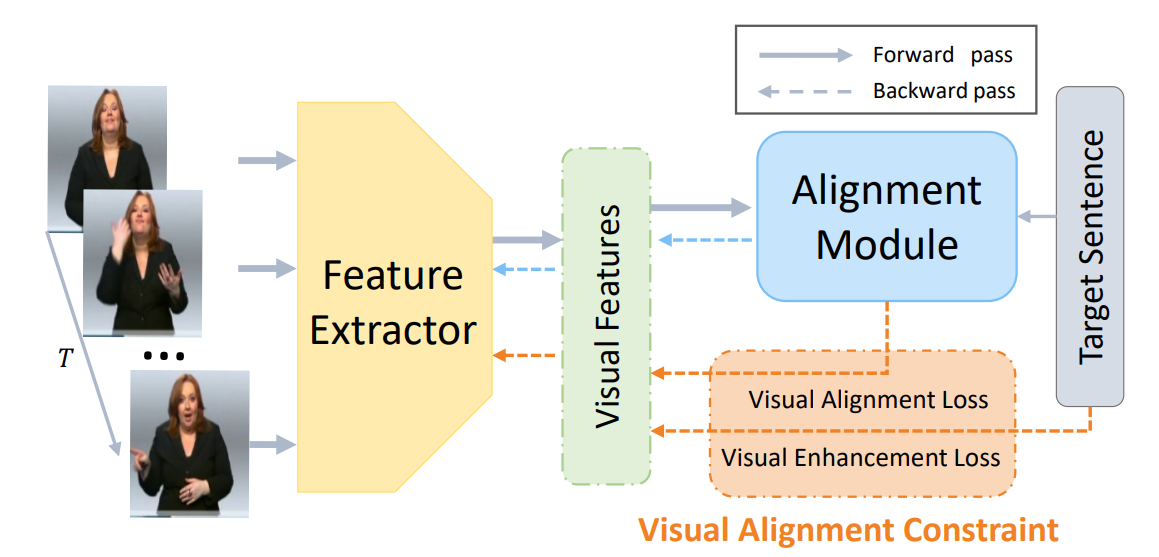 Forward pass
Backward pass
T
Feature
Extractor
Visual Features
Alignment
Module
Target Sentence
Visual Alignment Loss
Visual Enhancement Loss
Visual Alignment Constraint